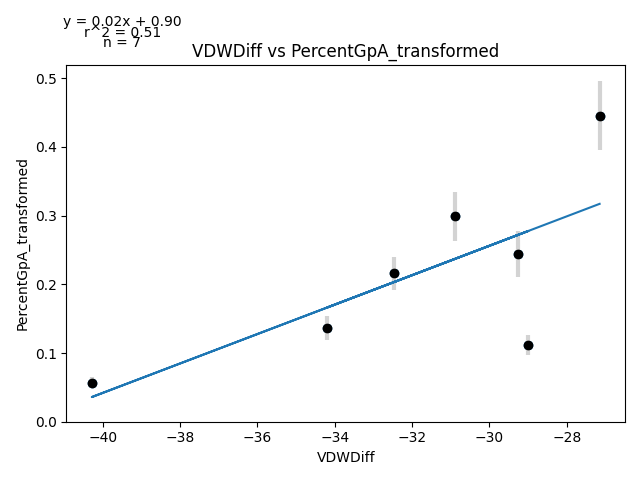 y = 0.02x + 0.90
r^2 = 0.51
n = 7
VDWDiff vs PercentGpA_transformed
PercentGpA_transformed
0.5
0.4
0.3
0.2
0.1
0.0
−40
−38
−36
−34
−32
−30
−28
VDWDiff